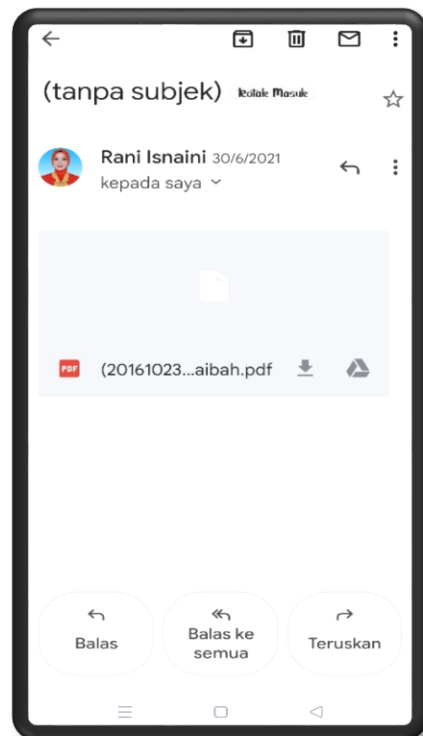 (tanpa subjek) Kotak Masuk
Rani Isnaini 30/6/2021
kepada saya
PDF (20161023...aibah.pdf
Balas
Balas ke semua
Teruskan